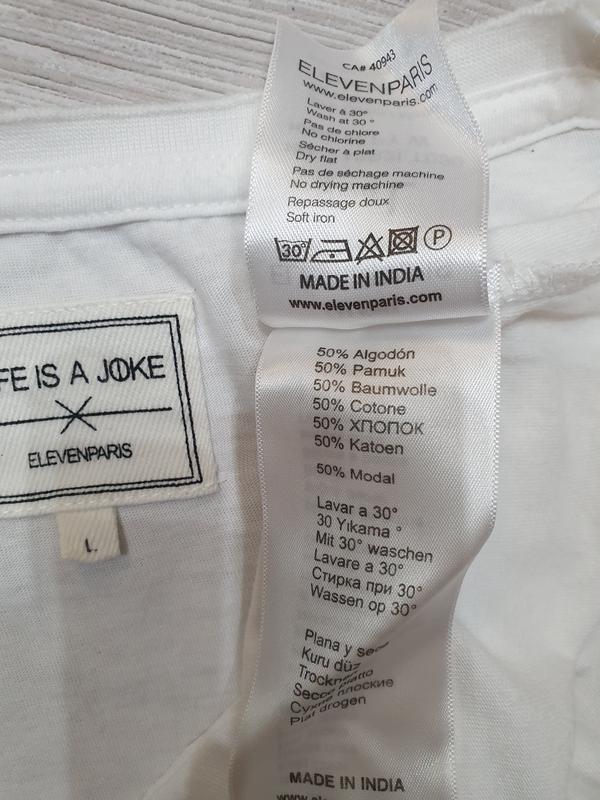 CA# 40943
ELEVENPARIS
www.elevenparis.com
Laver à 30°
Wash at 30 °
Pas de chlore
No chlorine
Sécher à plat
Dry flat
Pas de séchage machine
No drying machine
Repassage doux
Soft iron
30° P
MADE IN INDIA
www.elevenparis.com
FE IS A JOKE
ELEVENPARIS
L
50% Algodón
50% Pamuk
50% Baumwolle
50% Cotone
50% ХЛОПОК
50% Katoen
50% Modal
Lavar a 30°
30 Yıkama °
Mit 30° waschen
Lavare a 30°
Стирка при 30°
Wassen op 30°
Plana y
Kuru düz
Secce piatto
плоские
Plat drogen
MADE IN INDIA